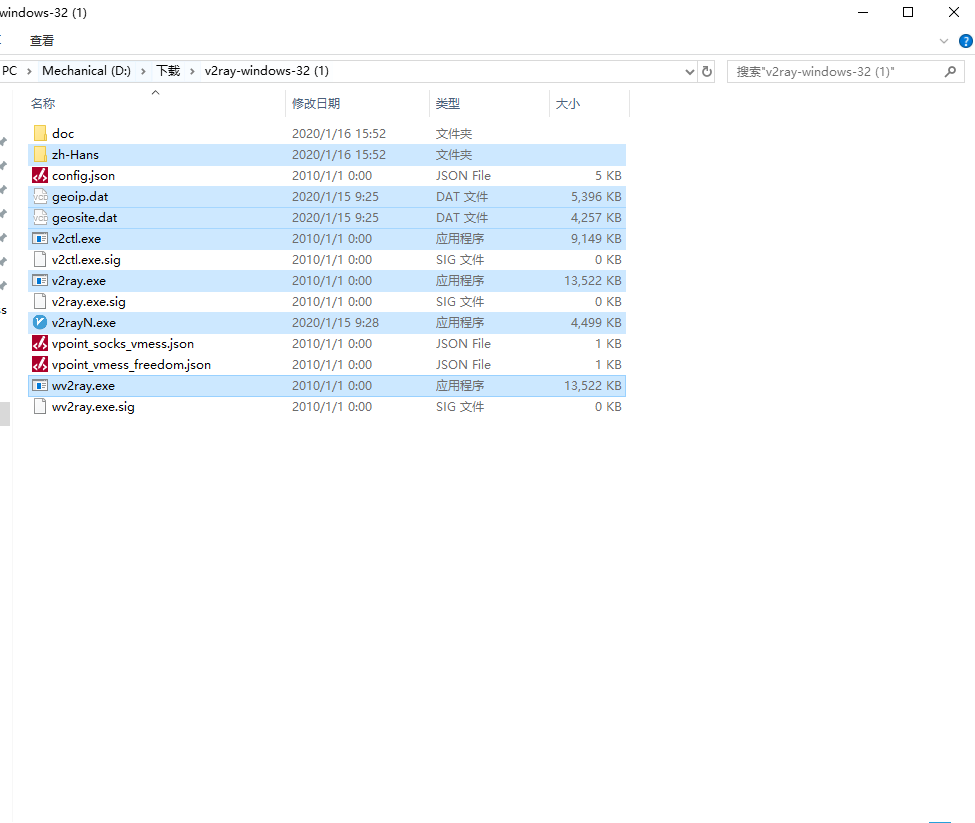 windows-32 (1)
查看
PC › Mechanical (D:) › 下载 › v2ray-windows-32 (1) 搜索"v2ray-windows-32 (1)"
名称 修改日期 类型 大小
doc 2020/1/16 15:52 文件夹
zh-Hans 2020/1/16 15:52 文件夹
config.json 2010/1/1 0:00 JSON File 5 KB
geoip.dat 2020/1/15 9:25 DAT 文件 5,396 KB
geosite.dat 2020/1/15 9:25 DAT 文件 4,257 KB
v2ctl.exe 2010/1/1 0:00 应用程序 9,149 KB
v2ctl.exe.sig 2010/1/1 0:00 SIG 文件 0 KB
v2ray.exe 2010/1/1 0:00 应用程序 13,522 KB
v2ray.exe.sig 2010/1/1 0:00 SIG 文件 0 KB
v2rayN.exe 2020/1/15 9:28 应用程序 4,499 KB
vpoint_socks_vmess.json 2010/1/1 0:00 JSON File 1 KB
vpoint_vmess_freedom.json 2010/1/1 0:00 JSON File 1 KB
wv2ray.exe 2010/1/1 0:00 应用程序 13,522 KB
wv2ray.exe.sig 2010/1/1 0:00 SIG 文件 0 KB